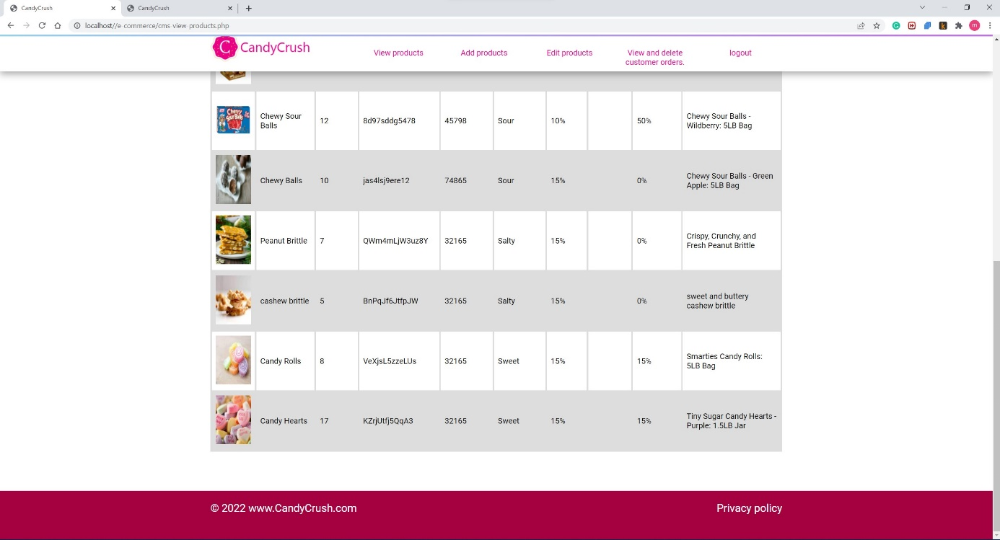 CandyCrush
CandyCrush
localhost//e-commerce/cms-view-products.php
m
C CandyCrush
View products
Add products
Edit products
View and delete
customer orders.
logout
Chewy Sour
Balls
12
8d97sddg5478
45798
Sour
10%
50%
Chewy Sour Balls -
Wildberry: 5LB Bag
Chewy Balls
10
jas4lsj9ere12
74865
Sour
15%
0%
Chewy Sour Balls - Green
Apple: 5LB Bag
Peanut Brittle
7
QWm4mLjW3uz8Y
32165
Salty
15%
0%
Crispy, Crunchy, and
Fresh Peanut Brittle
cashew brittle
5
BnPqJf6JtfpJW
32165
Salty
15%
0%
sweet and buttery
cashew brittle
Candy Rolls
8
VeXjsL5zzeLUs
32165
Sweet
15%
15%
Smarties Candy Rolls:
5LB Bag
Candy Hearts
17
KZrjUtfj5QqA3
32165
Sweet
15%
15%
Tiny Sugar Candy Hearts -
Purple: 1.5LB Jar
© 2022 www.CandyCrush.com
Privacy policy